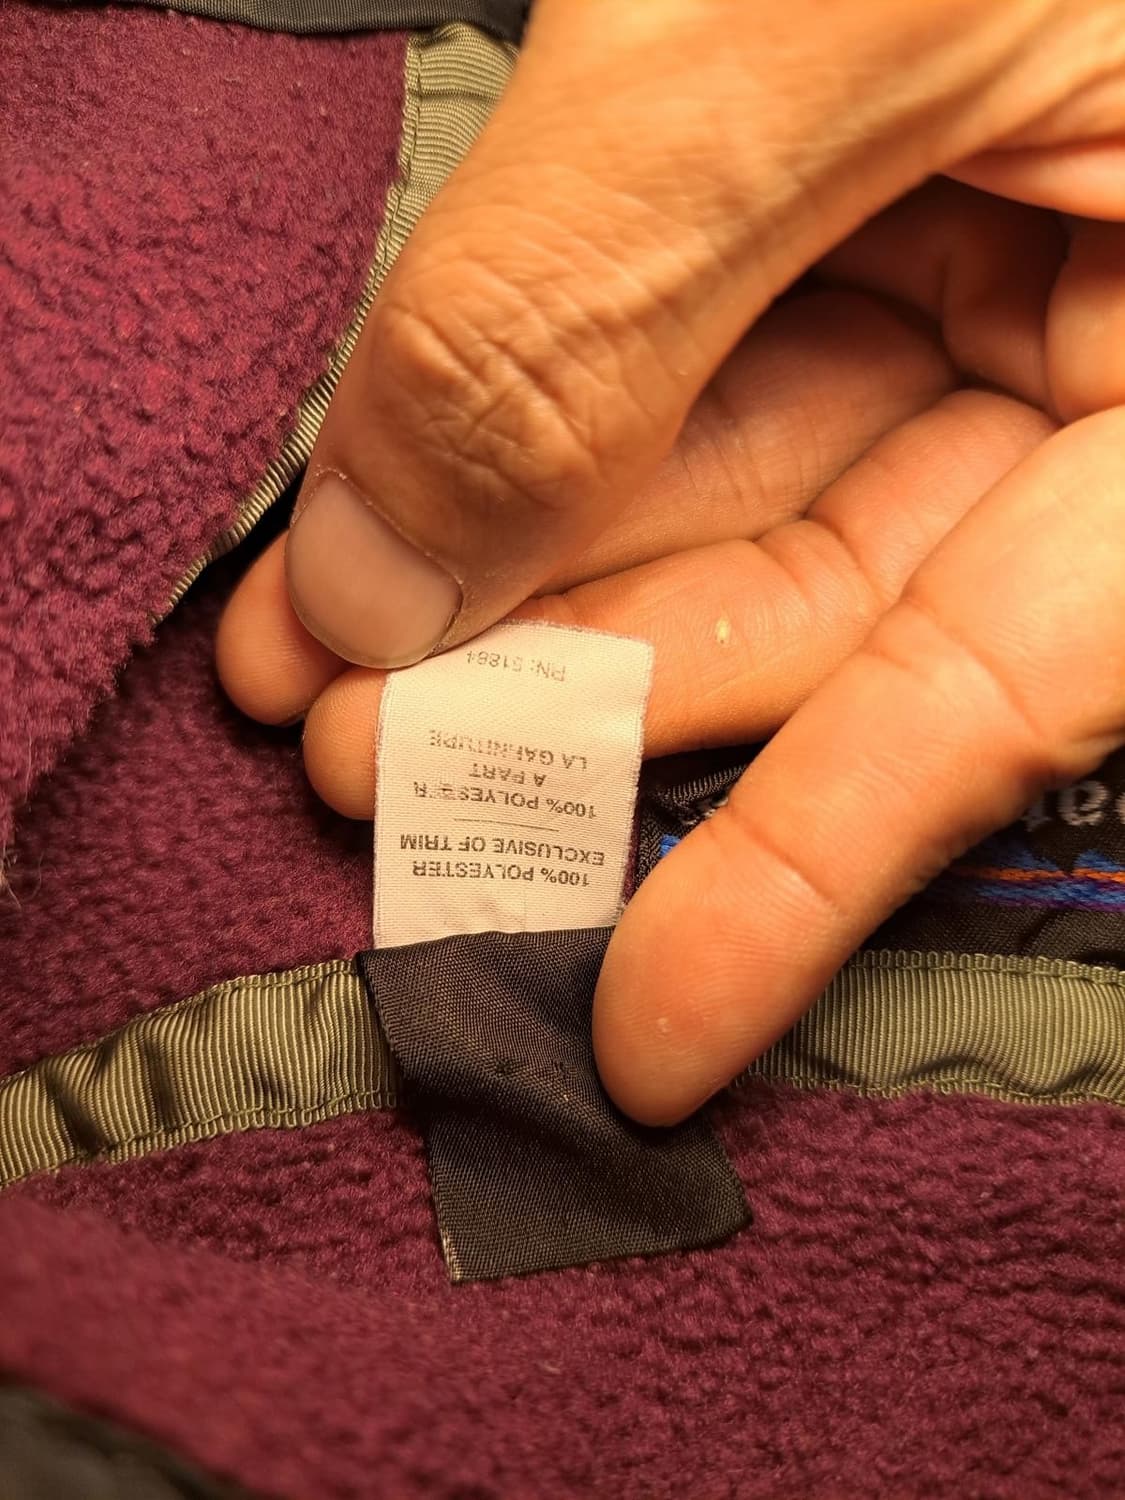 100% POLYESTER
EXCLUSIVE OF TRIM
100% POLYESTER
A PART
LA GARNITURE
RN: 51884